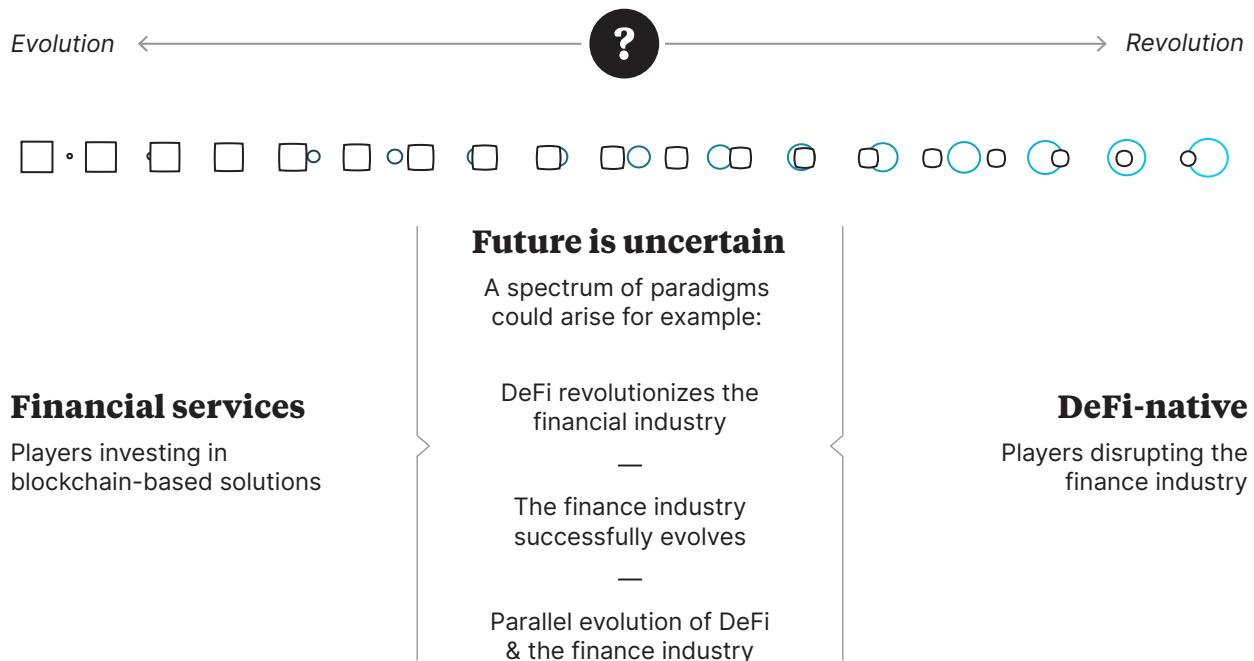 Evolution
?
Revolution
Future is uncertain
A spectrum of paradigms
could arise for example:
DeFi revolutionizes the
financial industry
—
The finance industry
successfully evolves
—
Parallel evolution of DeFi
& the finance industry
Financial services
Players investing in
blockchain-based solutions
DeFi-native
Players disrupting the
finance industry